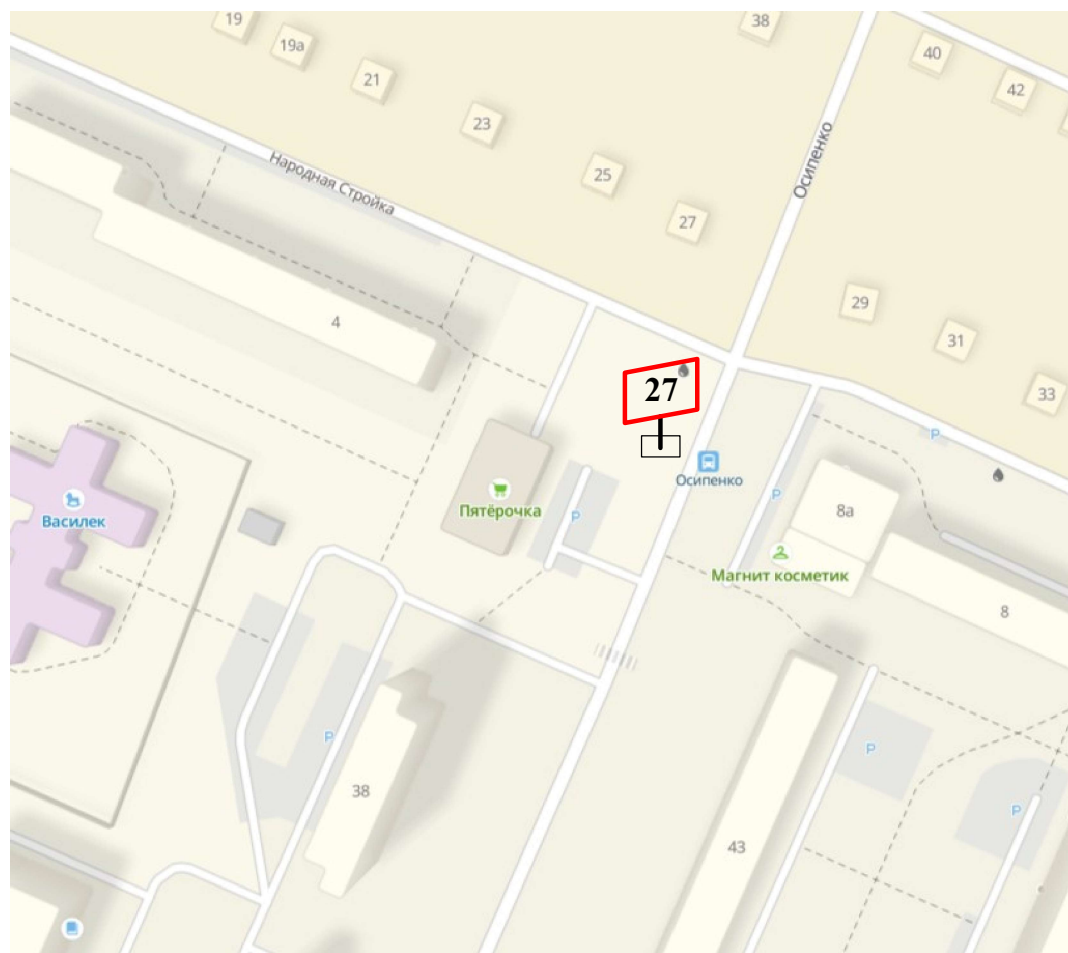 19
38
19а
40
21
42
23
Осипенко
Народная Стройка
25
27
29
4
31
27
33
P
Осипенко
P
Василек
Пятёрочка
P
8а
Магнит косметик
8
P
P
38
P
43